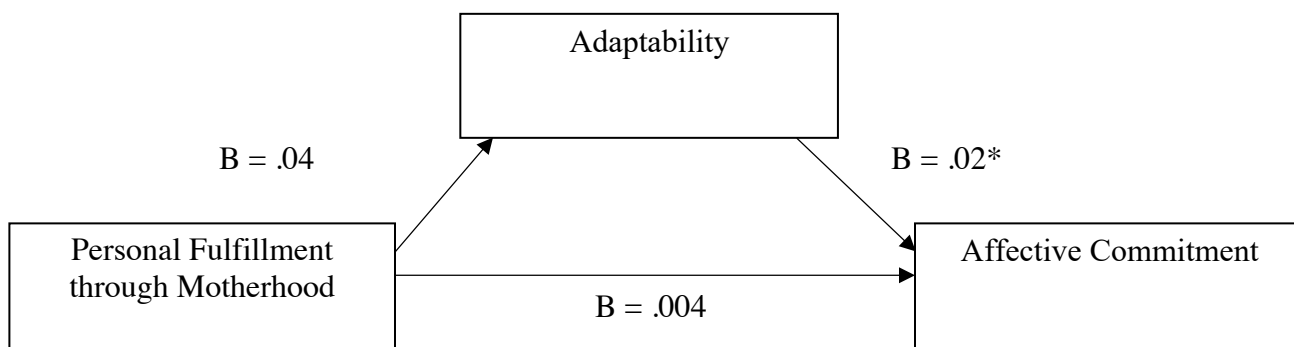 Adaptability
B = .04
B = .02*
Personal Fulfillment
through Motherhood
Affective Commitment
B = .004